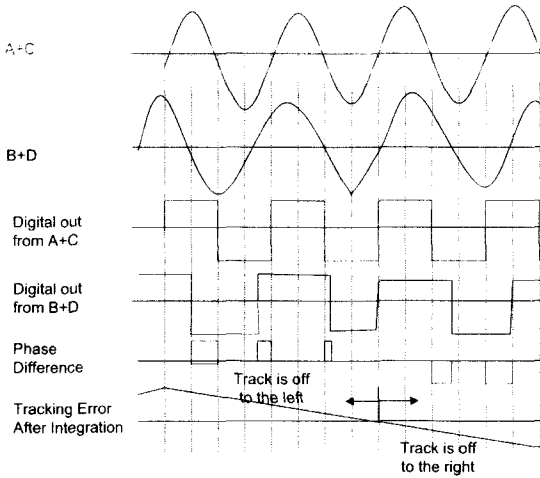 A+C
B+D
Digital out
from A+C
Digital out
from B+D
Phase
Difference
Track is off
to the left
Tracking Error
After Integration
Track is off
to the right